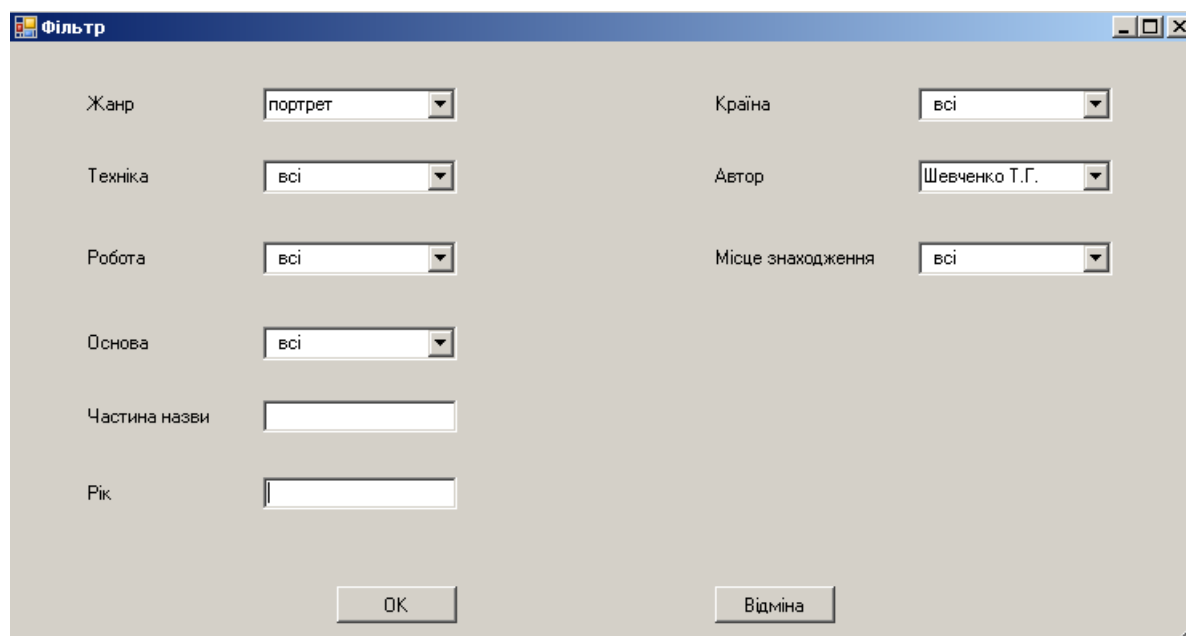 Фільтр
Жанр портрет Країна всі
Техніка всі Автор Шевченко Т.Г.
Робота всі Місце знаходження всі
Основа всі
Частина назви
Рік
OK Відміна